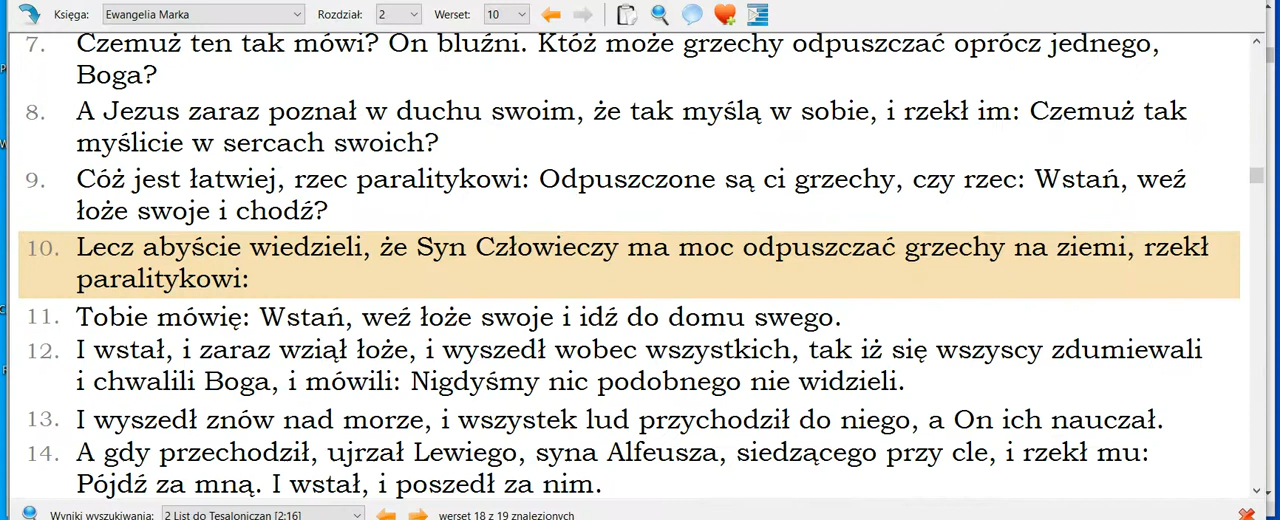 Księga: Ewangelia Marka Rozdział: 2 Werset: 10
7. Czemuż ten tak mówi? On bluźni. Któż może grzechy odpuszczać oprócz jednego,
Boga?
8. A Jezus zaraz poznał w duchu swoim, że tak myślą w sobie, i rzekł im: Czemuż tak
myślicie w sercach swoich?
9. Cóż jest łatwiej, rzec paralitykowi: Odpuszczone są ci grzechy, czy rzec: Wstań, weź
łoże swoje i chodź?
10. Lecz abyście wiedzieli, że Syn Człowieczy ma moc odpuszczać grzechy na ziemi, rzekł
paralitykowi:
11. Tobie mówię: Wstań, weź łoże swoje i idź do domu swego.
12. I wstał, i zaraz wziął łoże, i wyszedł wobec wszystkich, tak iż się wszyscy zdumiewali
i chwalili Boga, i mówili: Nigdyśmy nic podobnego nie widzieli.
13. I wyszedł znów nad morze, i wszystek lud przychodził do niego, a On ich nauczał.
14. A gdy przechodził, ujrzał Lewiego, syna Alfeusza, siedzącego przy cle, i rzekł mu:
Pójdź za mną. I wstał, i poszedł za nim.
Wyniki wyszukiwania: 2 List do Tesaloniczan [2:16] werset 18 z 19 znalezionych